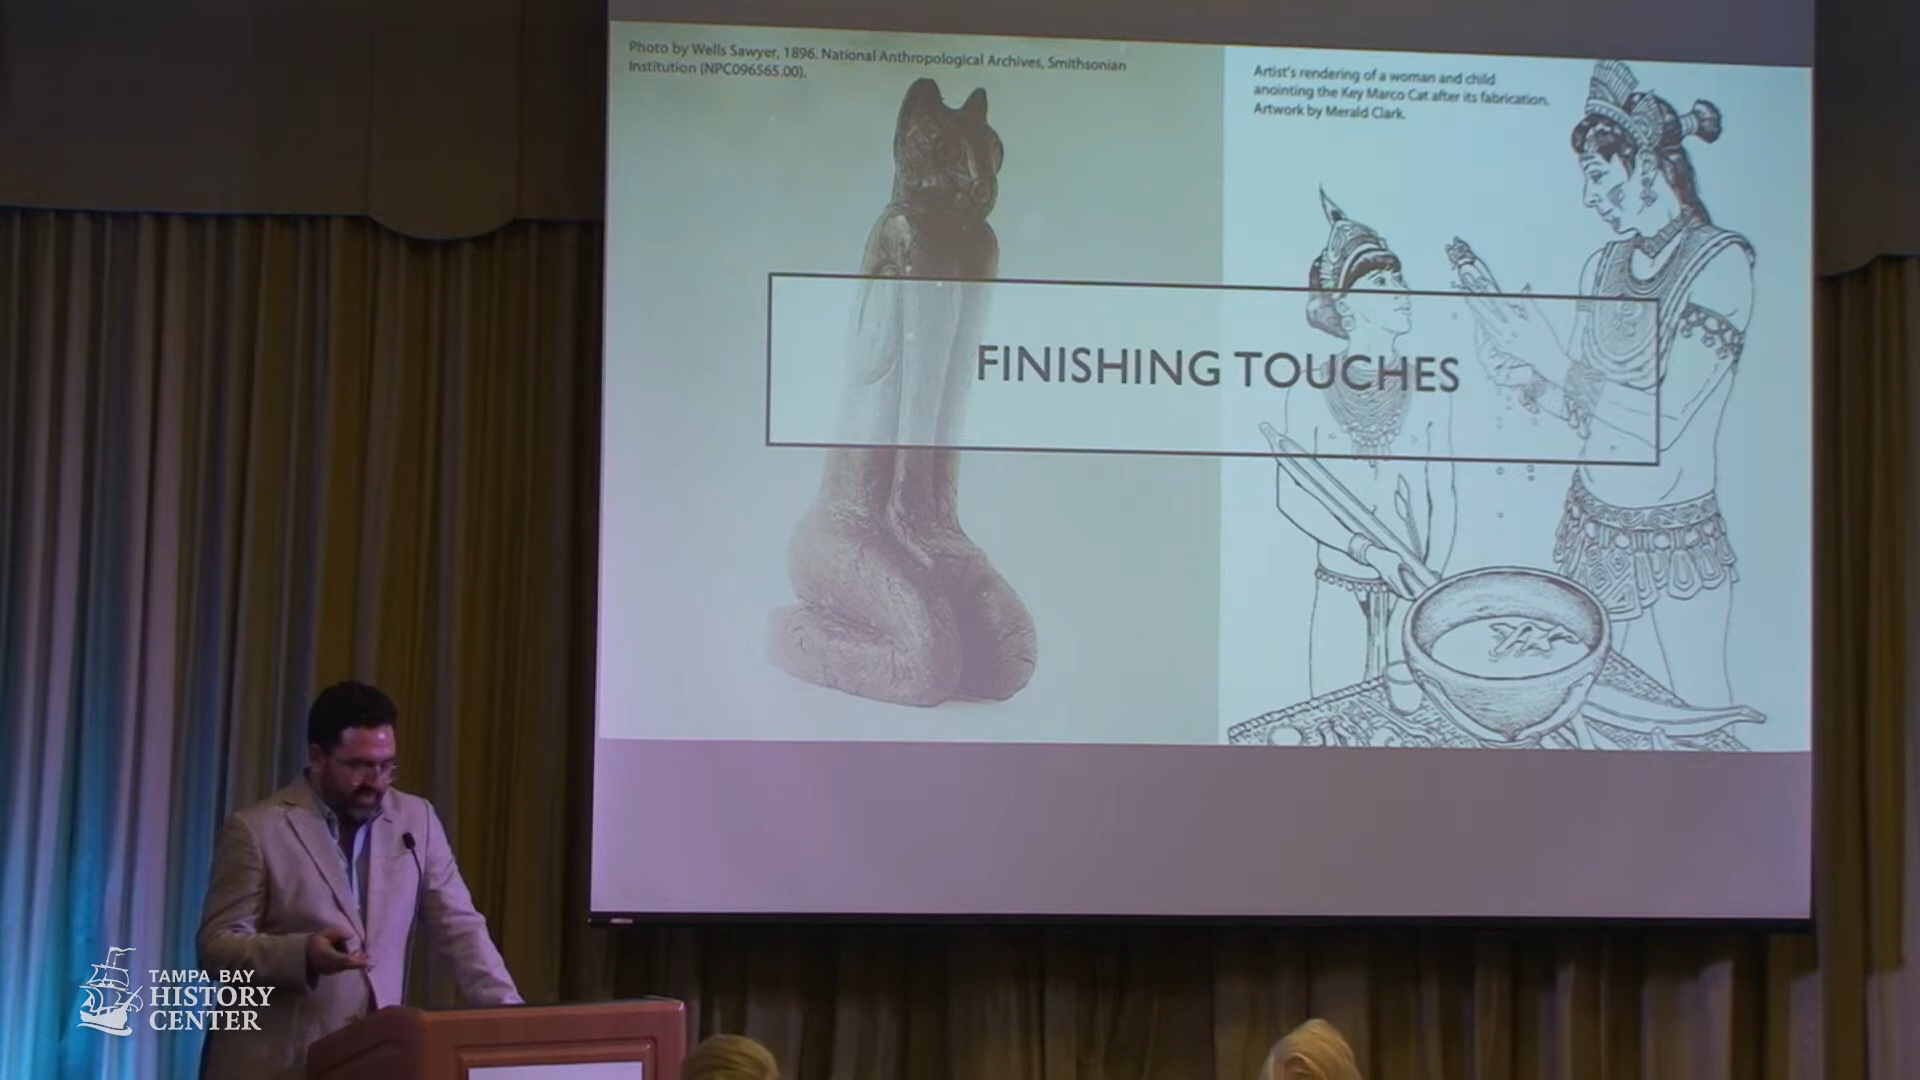 Photo by Wells Sawyer, 1896. National Anthropological Archives, Smithsonian
Institution (NPC096565.00).
Artist's rendering of a woman and child
anointing the Key Marco Cat after its fabrication.
Artwork by Merald Clark.
FINISHING TOUCHES
TAMPA BAY
HISTORY
CENTER